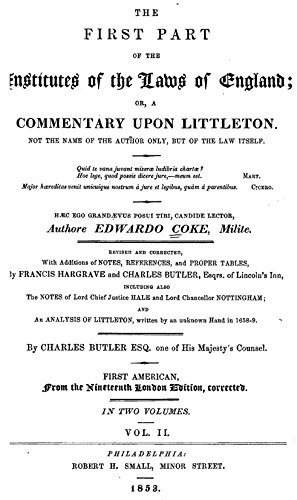 THE
FIRST PART
OF THE
Institutes of the Laws of England;
OR, A
COMMENTARY UPON LITTLETON.
NOT THE NAME OF THE AUTHOR ONLY, BUT OF THE LAW ITSELF.
Quid te vana juvant miseræ ludibria chartæ?
Hoc lege, quod possis dicere jure,—meum est. MART.
Major hæreditas venit unicuique nostrum à jure et legibus, quàm à parentibus. CICERO.
HÆC EGO GRANDÆVUS POSUI TIBI, CANDIDE LECTOR,
Authore EDWARDO COKE, Milite.
REVISED AND CORRECTED,
With Additions of NOTES, REFERENCES, and PROPER TABLES,
by FRANCIS HARGRAVE and CHARLES BUTLER, Esqrs. of Lincoln's Inn,
INCLUDING ALSO
The NOTES of Lord Chief Justice HALE and Lord Chancellor NOTTINGHAM;
AND
An ANALYSIS OF LITTLETON, written by an unknown Hand in 1658-9.
By CHARLES BUTLER ESQ. one of His Majesty's Counsel.
FIRST AMERICAN,
From the Nineteenth London Edition, corrected.
IN TWO VOLUMES.
VOL. II.
PHILADELPHIA:
ROBERT H. SMALL, MINOR STREET.
1853.